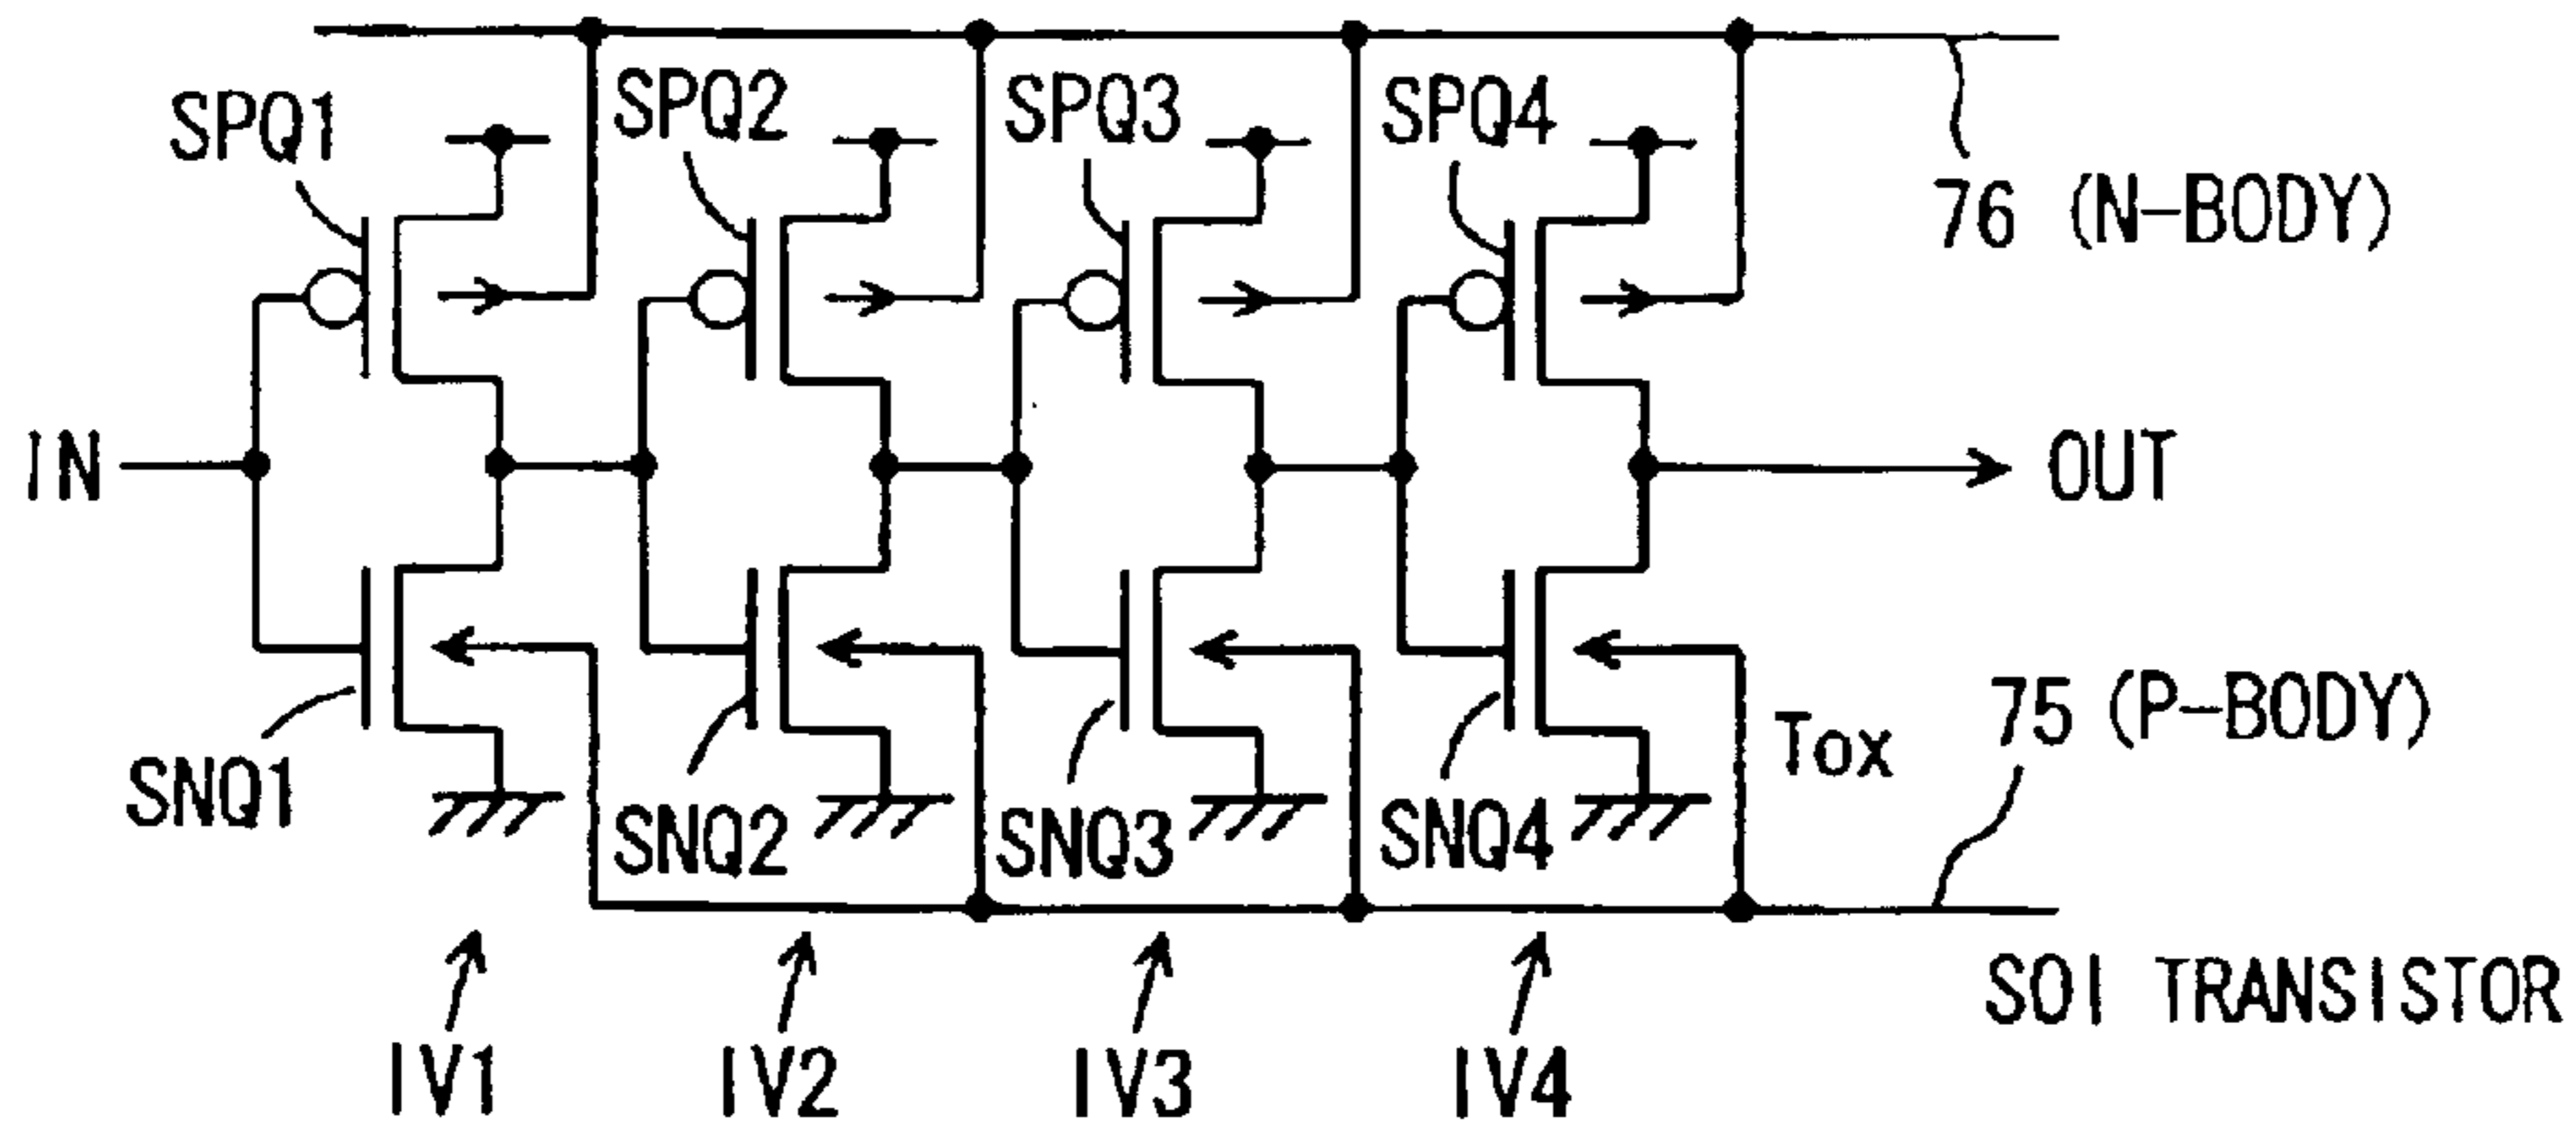 SPQ1
SPQ2
SPQ3
SPQ4
76 (N-BODY)
IN
OUT
SNQ1
SNQ2
SNQ3
SNQ4
Tox
75 (P-BODY)
SOI TRANSISTOR
IV1
IV2
IV3
IV4